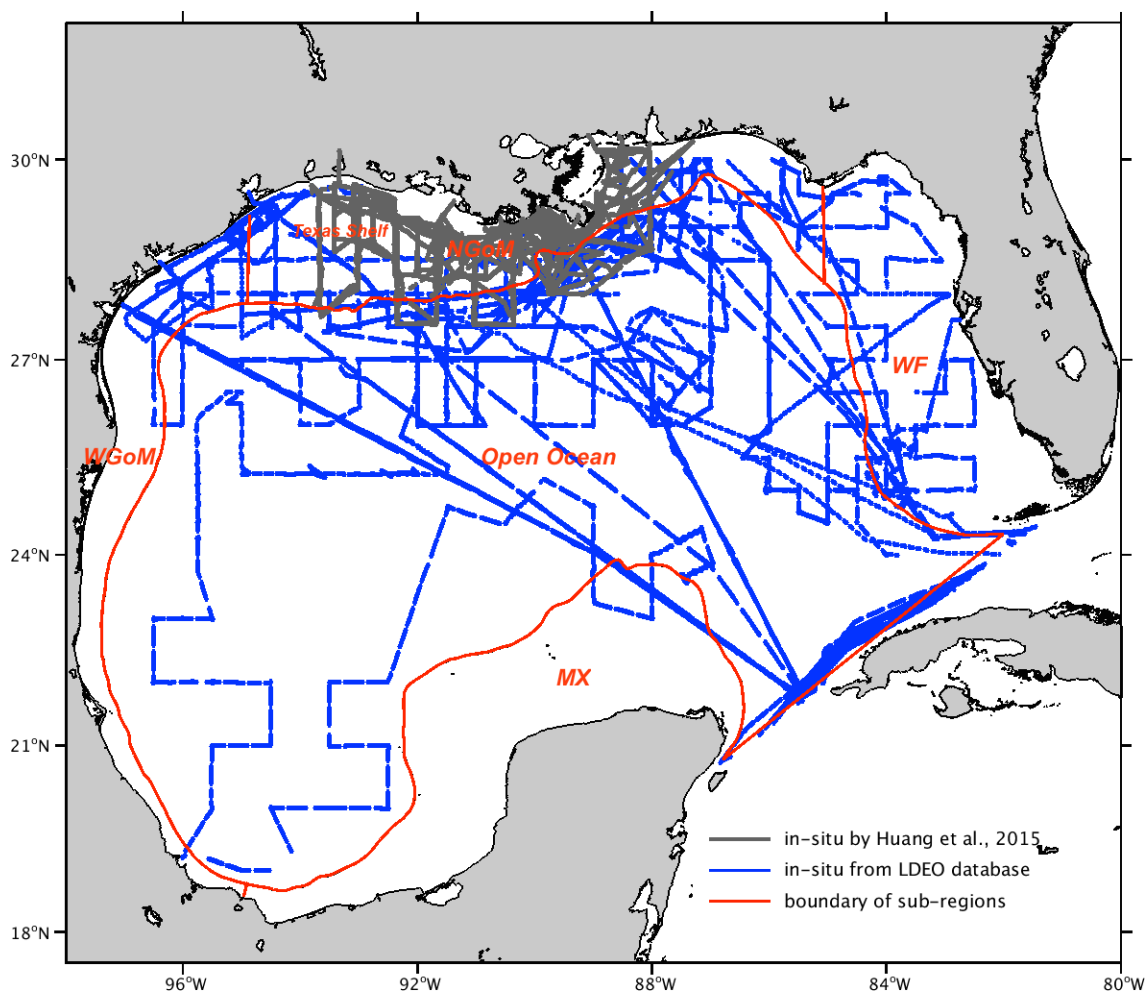 30°N
Texas Shelf
NGoM
27°N
WF
WGoM
Open Ocean
24°N
MX
21°N
in-situ by Huang et al., 2015
in-situ from LDEO database
boundary of sub-regions
18°N
96°W
92°W
88°W
84°W
80°W